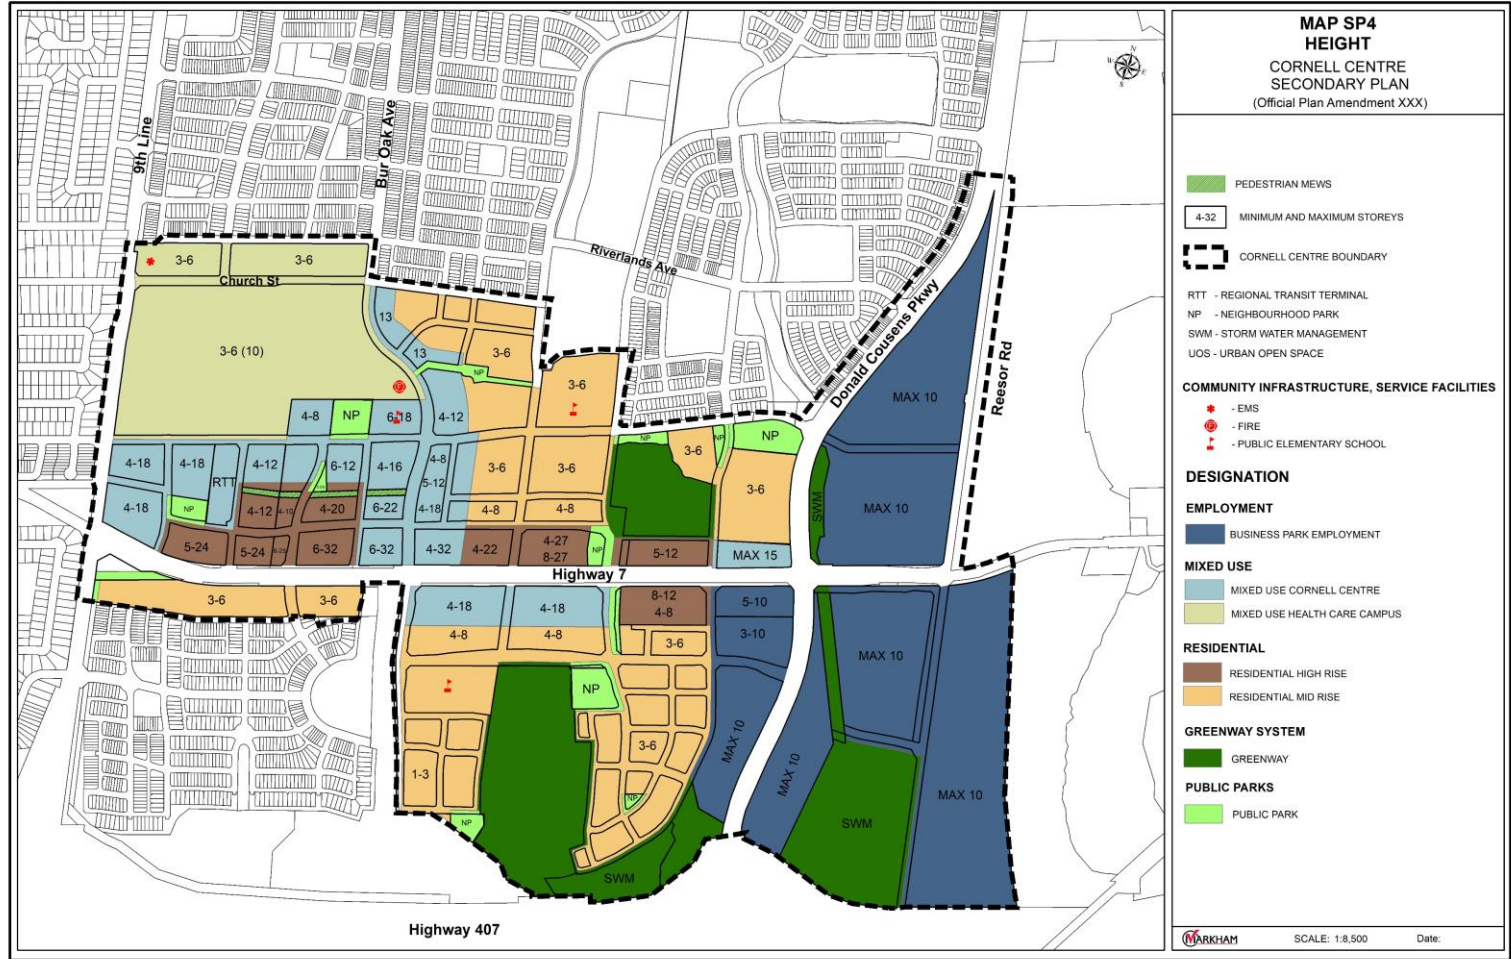 MAP SP4
HEIGHT
CORNELL CENTRE
SECONDARY PLAN
(Official Plan Amendment XXX)
N
W
E
S
PEDESTRIAN MEWS
4-32 MINIMUM AND MAXIMUM STOREYS
CORNELL CENTRE BOUNDARY
RTT - REGIONAL TRANSIT TERMINAL
NP - NEIGHBOURHOOD PARK
SWM - STORM WATER MANAGEMENT
UOS - URBAN OPEN SPACE
COMMUNITY INFRASTRUCTURE, SERVICE FACILITIES
- EMS
(F) - FIRE
- PUBLIC ELEMENTARY SCHOOL
DESIGNATION
EMPLOYMENT
BUSINESS PARK EMPLOYMENT
MIXED USE
MIXED USE CORNELL CENTRE
MIXED USE HEALTH CARE CAMPUS
RESIDENTIAL
RESIDENTIAL HIGH RISE
RESIDENTIAL MID RISE
GREENWAY SYSTEM
GREENWAY
PUBLIC PARKS
PUBLIC PARK
MARKHAM SCALE: 1:8,500 Date:
9th Line
Bur Oak Ave
Riverlands Ave
Donald Cousens Pkwy
Reesor Rd
Church St
Highway 7
Highway 407
3-6 3-6
3-6 (10)
13
13
3-6
NP
3-6
MAX 10
F
4-8 NP 6-18 4-12
NP 3-6 NP NP
4-18 4-18 4-12 6-12 4-16 4-8 3-6 3-6
RTT
5-12
3-6
4-18 NP 4-12 4-10 4-20 6-22 4-18 4-8 4-8
SWM MAX 10
5-24 5-24 6-32 6-32 4-32 4-22 4-27
8-27
NP 5-12 MAX 15
3-6 3-6
4-18 4-18 8-12
4-8
5-10
4-8 4-8 3-6 3-10
MAX 10
NP
3-6
MAX 10
MAX 10
MAX 10
1-3
NP
NP
SWM
SWM